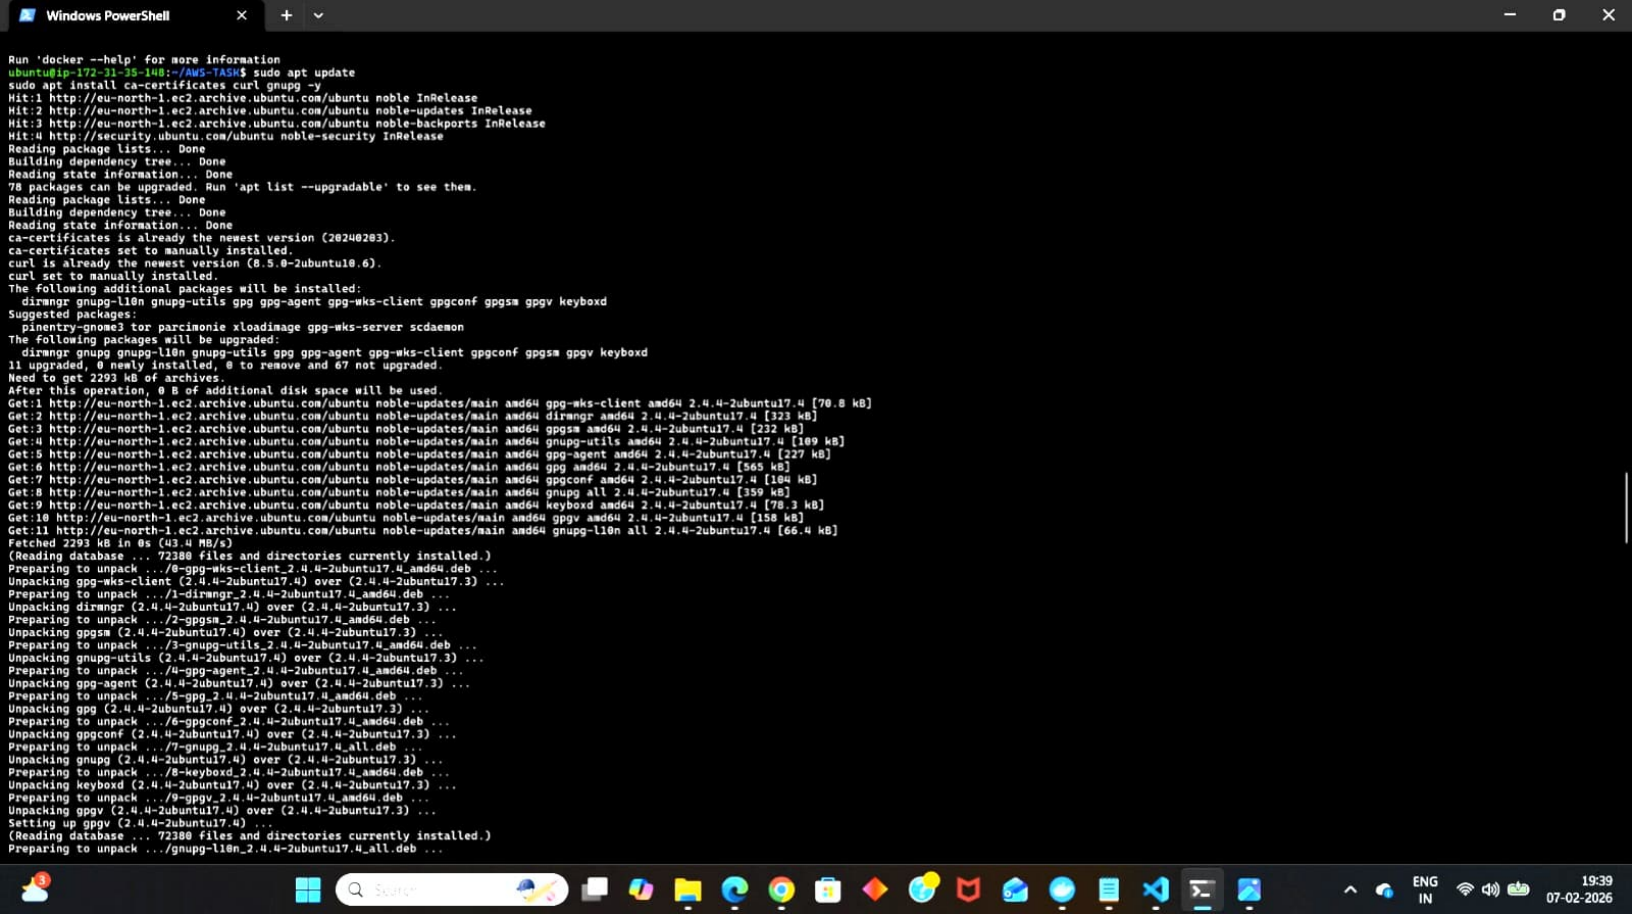 Windows PowerShell
Run 'docker --help' for more information
ubuntu@ip-172-31-35-148:~/AWS-TASK$ sudo apt update
sudo apt install ca-certificates curl gnupg -y
Hit:1 http://eu-north-1.ec2.archive.ubuntu.com/ubuntu noble InRelease
Hit:2 http://eu-north-1.ec2.archive.ubuntu.com/ubuntu noble-updates InRelease
Hit:3 http://eu-north-1.ec2.archive.ubuntu.com/ubuntu noble-backports InRelease
Hit:4 http://security.ubuntu.com/ubuntu noble-security InRelease
Reading package lists... Done
Building dependency tree... Done
Reading state information... Done
78 packages can be upgraded. Run 'apt list --upgradable' to see them.
Reading package lists... Done
Building dependency tree... Done
Reading state information... Done
ca-certificates is already the newest version (20240203).
ca-certificates set to manually installed.
curl is already the newest version (8.5.0-2ubuntu10.6).
curl set to manually installed.
The following additional packages will be installed:
  dirmngr gnupg-l10n gnupg-utils gpg gpg-agent gpg-wks-client gpgconf gpgsm gpgv keyboxd
Suggested packages:
  pinentry-gnome3 tor parcimonie xloadimage gpg-wks-server scdaemon
The following packages will be upgraded:
  dirmngr gnupg gnupg-l10n gnupg-utils gpg gpg-agent gpg-wks-client gpgconf gpgsm gpgv keyboxd
11 upgraded, 0 newly installed, 0 to remove and 67 not upgraded.
Need to get 2293 kB of archives.
After this operation, 0 B of additional disk space will be used.
Get:1 http://eu-north-1.ec2.archive.ubuntu.com/ubuntu noble-updates/main amd64 gpg-wks-client amd64 2.4.4-2ubuntu17.4 [70.8 kB]
Get:2 http://eu-north-1.ec2.archive.ubuntu.com/ubuntu noble-updates/main amd64 dirmngr amd64 2.4.4-2ubuntu17.4 [323 kB]
Get:3 http://eu-north-1.ec2.archive.ubuntu.com/ubuntu noble-updates/main amd64 gpgsm amd64 2.4.4-2ubuntu17.4 [232 kB]
Get:4 http://eu-north-1.ec2.archive.ubuntu.com/ubuntu noble-updates/main amd64 gnupg-utils amd64 2.4.4-2ubuntu17.4 [109 kB]
Get:5 http://eu-north-1.ec2.archive.ubuntu.com/ubuntu noble-updates/main amd64 gpg-agent amd64 2.4.4-2ubuntu17.4 [227 kB]
Get:6 http://eu-north-1.ec2.archive.ubuntu.com/ubuntu noble-updates/main amd64 gpg amd64 2.4.4-2ubuntu17.4 [565 kB]
Get:7 http://eu-north-1.ec2.archive.ubuntu.com/ubuntu noble-updates/main amd64 gpgconf amd64 2.4.4-2ubuntu17.4 [104 kB]
Get:8 http://eu-north-1.ec2.archive.ubuntu.com/ubuntu noble-updates/main amd64 gnupg all 2.4.4-2ubuntu17.4 [359 kB]
Get:9 http://eu-north-1.ec2.archive.ubuntu.com/ubuntu noble-updates/main amd64 keyboxd amd64 2.4.4-2ubuntu17.4 [78.3 kB]
Get:10 http://eu-north-1.ec2.archive.ubuntu.com/ubuntu noble-updates/main amd64 gpgv amd64 2.4.4-2ubuntu17.4 [158 kB]
Get:11 http://eu-north-1.ec2.archive.ubuntu.com/ubuntu noble-updates/main amd64 gnupg-l10n all 2.4.4-2ubuntu17.4 [66.4 kB]
Fetched 2293 kB in 0s (43.4 MB/s)
(Reading database ... 72380 files and directories currently installed.)
Preparing to unpack .../0-gpg-wks-client_2.4.4-2ubuntu17.4_amd64.deb ...
Unpacking gpg-wks-client (2.4.4-2ubuntu17.4) over (2.4.4-2ubuntu17.3) ...
Preparing to unpack .../1-dirmngr_2.4.4-2ubuntu17.4_amd64.deb ...
Unpacking dirmngr (2.4.4-2ubuntu17.4) over (2.4.4-2ubuntu17.3) ...
Preparing to unpack .../2-gpgsm_2.4.4-2ubuntu17.4_amd64.deb ...
Unpacking gpgsm (2.4.4-2ubuntu17.4) over (2.4.4-2ubuntu17.3) ...
Preparing to unpack .../3-gnupg-utils_2.4.4-2ubuntu17.4_amd64.deb ...
Unpacking gnupg-utils (2.4.4-2ubuntu17.4) over (2.4.4-2ubuntu17.3) ...
Preparing to unpack .../4-gpg-agent_2.4.4-2ubuntu17.4_amd64.deb ...
Unpacking gpg-agent (2.4.4-2ubuntu17.4) over (2.4.4-2ubuntu17.3) ...
Preparing to unpack .../5-gpg_2.4.4-2ubuntu17.4_amd64.deb ...
Unpacking gpg (2.4.4-2ubuntu17.4) over (2.4.4-2ubuntu17.3) ...
Preparing to unpack .../6-gpgconf_2.4.4-2ubuntu17.4_amd64.deb ...
Unpacking gpgconf (2.4.4-2ubuntu17.4) over (2.4.4-2ubuntu17.3) ...
Preparing to unpack .../7-gnupg_2.4.4-2ubuntu17.4_all.deb ...
Unpacking gnupg (2.4.4-2ubuntu17.4) over (2.4.4-2ubuntu17.3) ...
Preparing to unpack .../8-keyboxd_2.4.4-2ubuntu17.4_amd64.deb ...
Unpacking keyboxd (2.4.4-2ubuntu17.4) over (2.4.4-2ubuntu17.3) ...
Preparing to unpack .../9-gpgv_2.4.4-2ubuntu17.4_amd64.deb ...
Unpacking gpgv (2.4.4-2ubuntu17.4) over (2.4.4-2ubuntu17.3) ...
Setting up gpgv (2.4.4-2ubuntu17.4) ...
(Reading database ... 72380 files and directories currently installed.)
Preparing to unpack .../gnupg-l10n_2.4.4-2ubuntu17.4_all.deb ...
3
Search
ENG
IN
19:39
07-02-2026